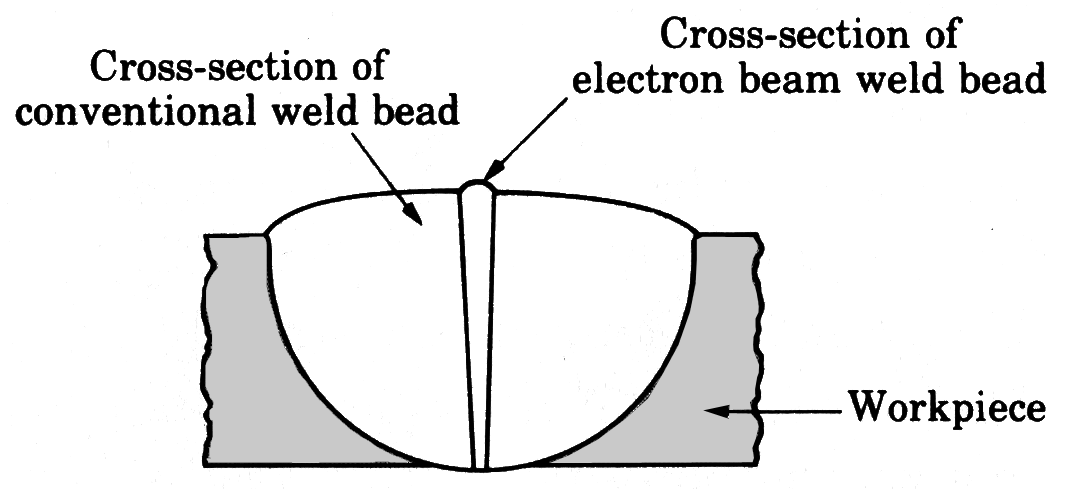 Cross-section of
conventional weld bead
Cross-section of
electron beam weld bead
Workpiece